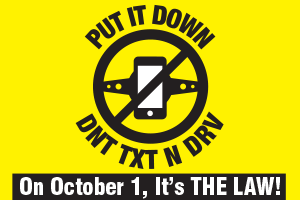 PUT IT DOWN
DNT TXT N DRV
On October 1, It's THE LAW!